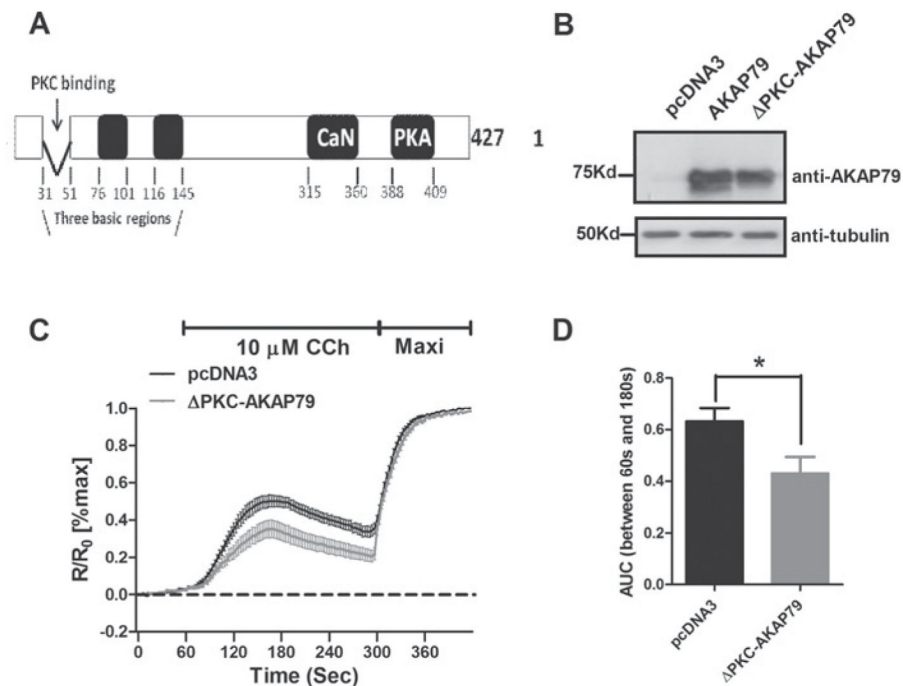 A
PKC binding
CaN PKA 427 1
31 51 76 101 116 145 315 360 388 409
\ Three basic regions /
B
pcDNA3
AKAP79
ΔPKC-AKAP79
75Kd anti-AKAP79
50Kd anti-tubulin
C
10 μM CCh Maxi
pcDNA3
ΔPKC-AKAP79
R/R0 [%max]
1.0
0.8
0.6
0.4
0.2
0.0
-0.2
0 60 120 180 240 300 360
Time (Sec)
D
*
AUC (between 60s and 180s)
0.8
0.6
0.4
0.2
0.0
pcDNA3
ΔPKC-AKAP79